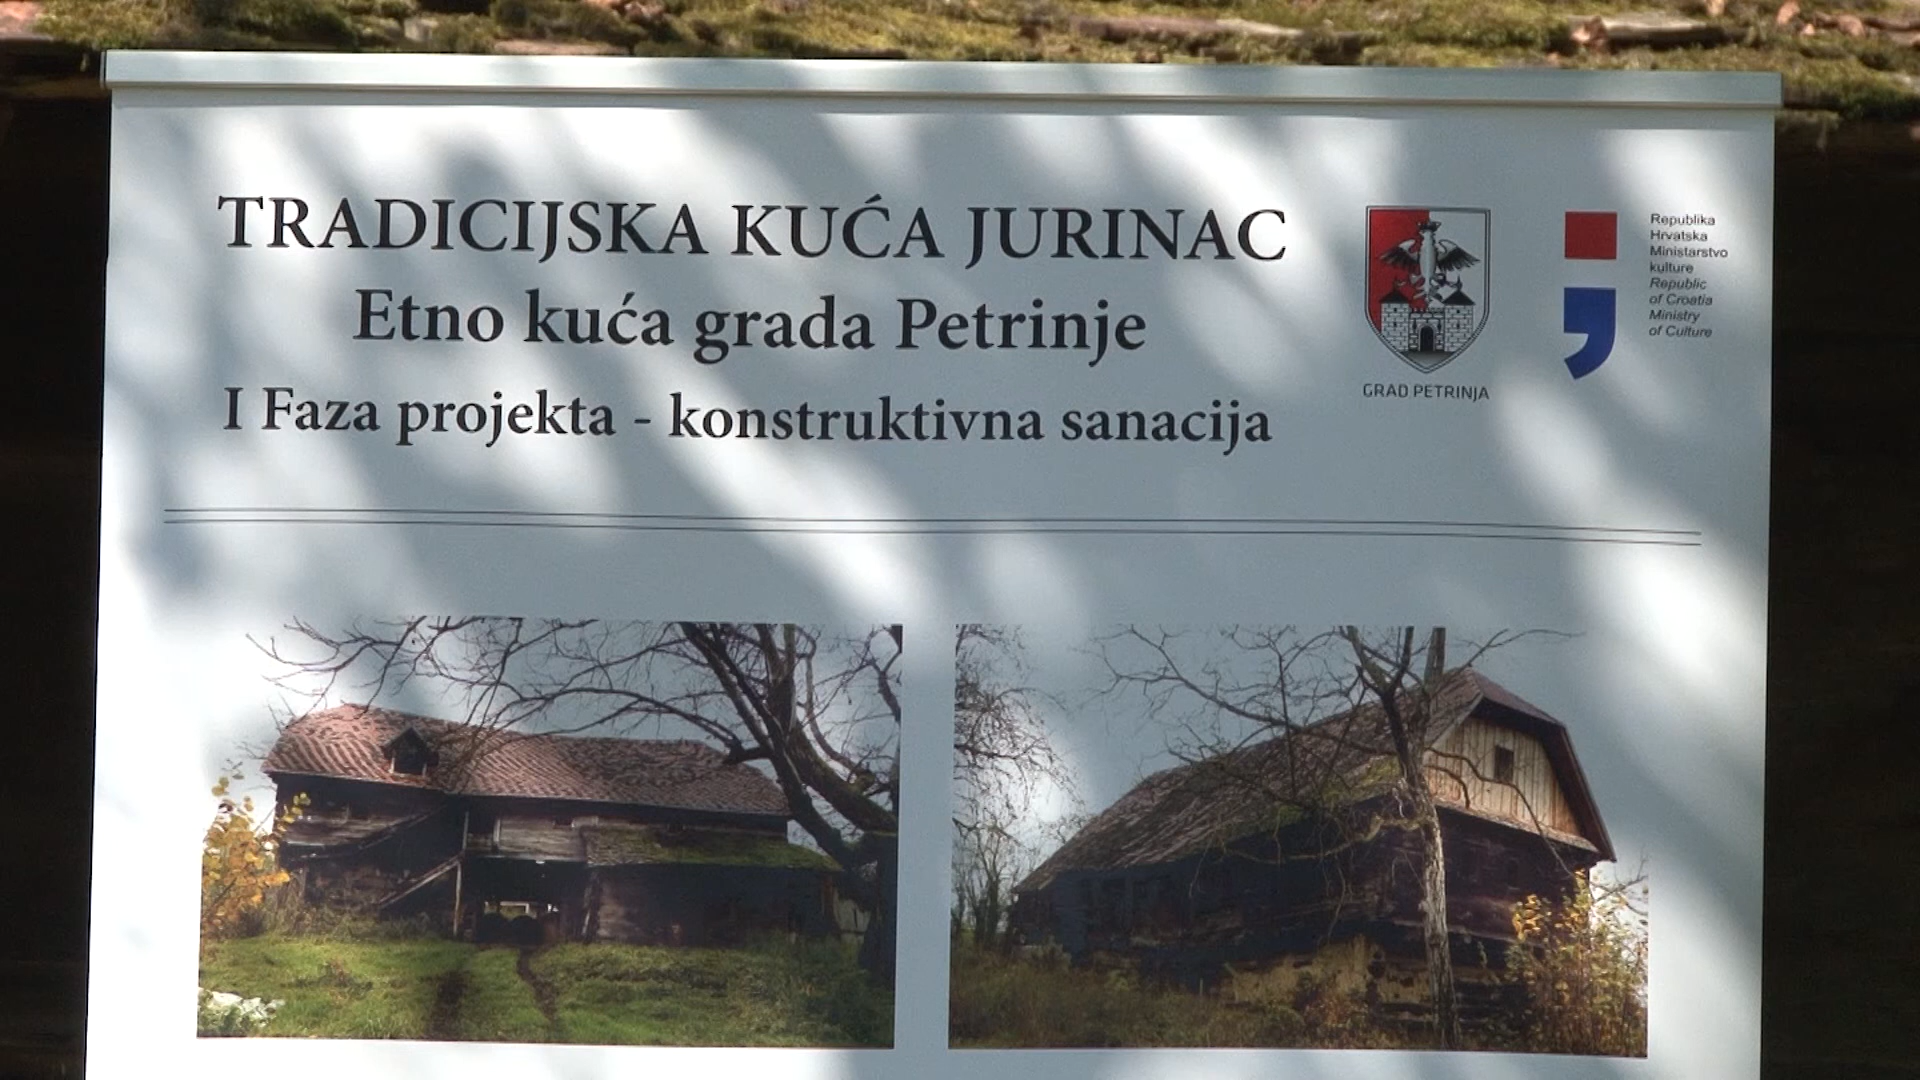 TRADICIJSKA KUĆA JURINAC
Etno kuća grada Petrinje
I Faza projekta - konstruktivna sanacija
GRAD PETRINJA
Republika
Hrvatska
Ministarstvo
kulture
Republic
of Croatia
Ministry
of Culture